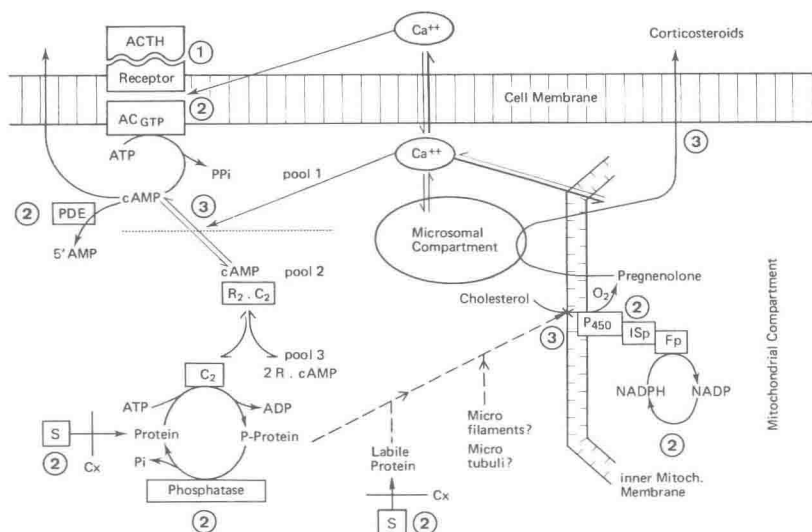 ACTH
1
Ca++
Corticosteroids
Receptor
2
Cell Membrane
AC GTP
ATP
PPi
Ca++
3
pool 1
cAMP
3
2
PDE
5' AMP
Microsomal Compartment
cAMP
pool 2
R2 . C2
Pregnenolone
Cholesterol
O2
2
P450
ISp
Fp
3
pool 3
2 R . cAMP
C2
ATP
ADP
NADPH
NADP
2
S
2
Cx
Protein
P-Protein
Pi
Phosphatase
2
Micro filaments?
Micro tubuli?
Labile Protein
Cx
S
2
inner Mitoch. Membrane
Mitochondrial Compartment